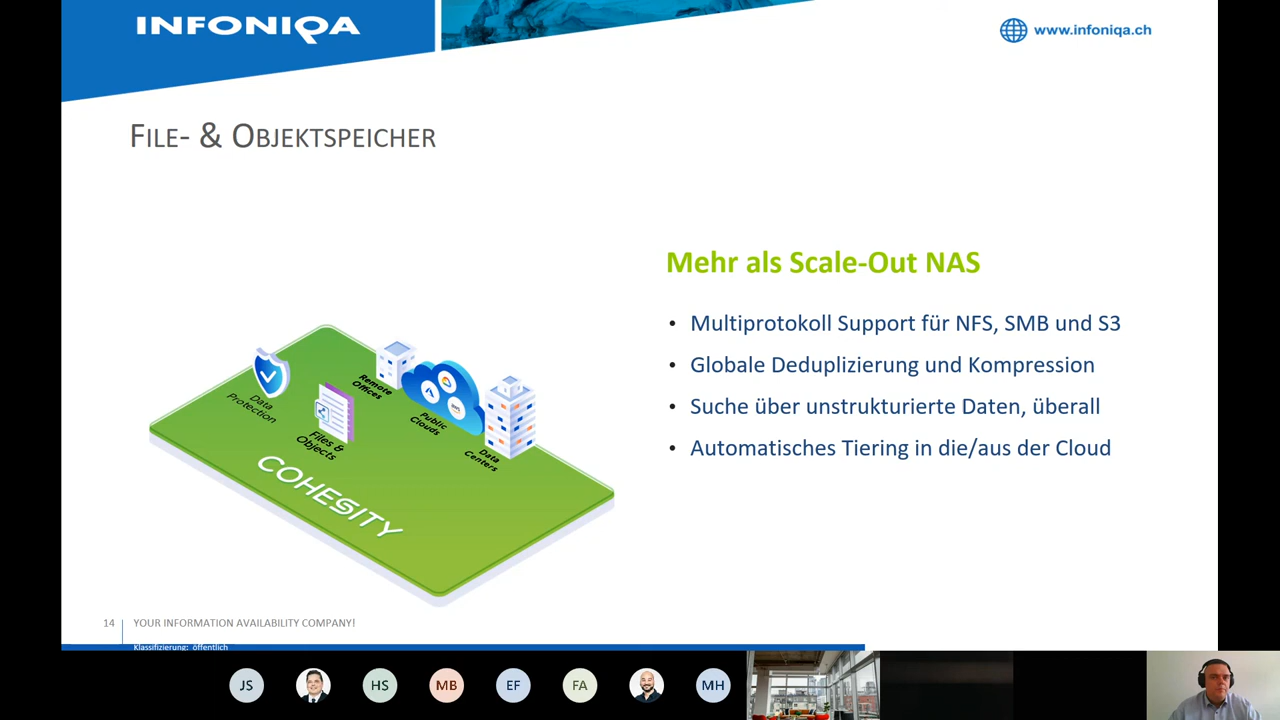 INFONIQA
www.infoniqa.ch
FILE- & OBJEKTSPEICHER
Mehr als Scale-Out NAS
• Multiprotokoll Support für NFS, SMB und S3
• Globale Deduplizierung und Kompression
• Suche über unstrukturierte Daten, überall
• Automatisches Tiering in die/aus der Cloud
Data
Protection
Files &
Objects
Remote
Offices
Public
Clouds
aws
Data
Centers
COHESITY
14
YOUR INFORMATION AVAILABILITY COMPANY!
Klassifizierung: öffentlich
JS
HS
MB
EF
FA
MH